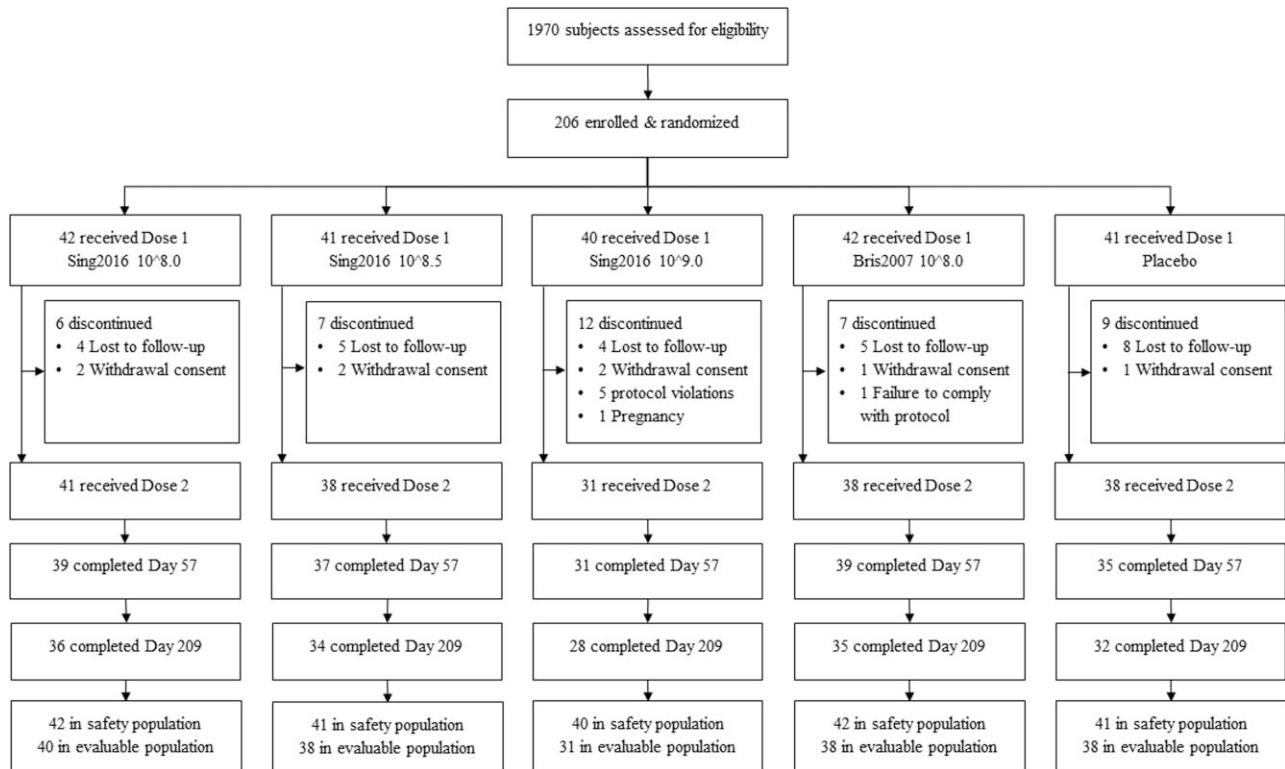 1970 subjects assessed for eligibility
206 enrolled & randomized
42 received Dose 1
Sing2016 10^8.0
41 received Dose 1
Sing2016 10^8.5
40 received Dose 1
Sing2016 10^9.0
42 received Dose 1
Bris2007 10^8.0
41 received Dose 1
Placebo
6 discontinued
• 4 Lost to follow-up
• 2 Withdrawal consent
7 discontinued
• 5 Lost to follow-up
• 2 Withdrawal consent
12 discontinued
• 4 Lost to follow-up
• 2 Withdrawal consent
• 5 protocol violations
• 1 Pregnancy
7 discontinued
• 5 Lost to follow-up
• 1 Withdrawal consent
• 1 Failure to comply
with protocol
9 discontinued
• 8 Lost to follow-up
• 1 Withdrawal consent
41 received Dose 2
38 received Dose 2
31 received Dose 2
38 received Dose 2
38 received Dose 2
39 completed Day 57
37 completed Day 57
31 completed Day 57
39 completed Day 57
35 completed Day 57
36 completed Day 209
34 completed Day 209
28 completed Day 209
35 completed Day 209
32 completed Day 209
42 in safety population
40 in evaluable population
41 in safety population
38 in evaluable population
40 in safety population
31 in evaluable population
42 in safety population
38 in evaluable population
41 in safety population
38 in evaluable population